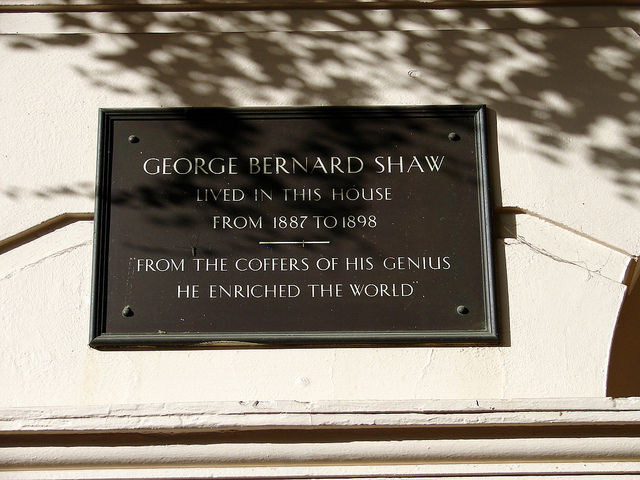 GEORGE BERNARD SHAW
LIVED IN THIS HOUSE
FROM 1887 TO 1898
"FROM THE COFFERS OF HIS GENIUS
HE ENRICHED THE WORLD"